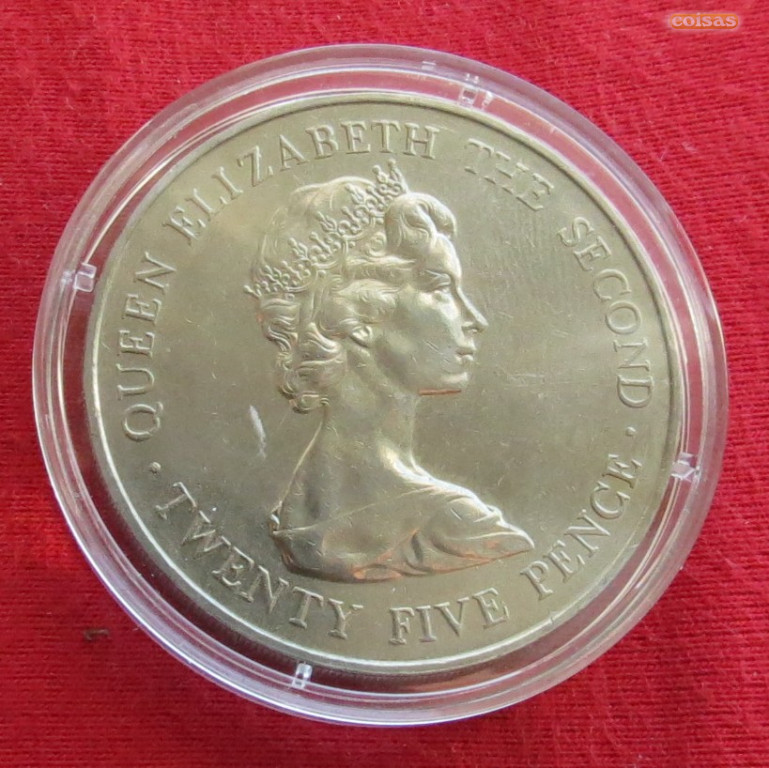 coisas
QUEEN ELIZABETH THE SECOND ·
TWENTY FIVE PENCE ·